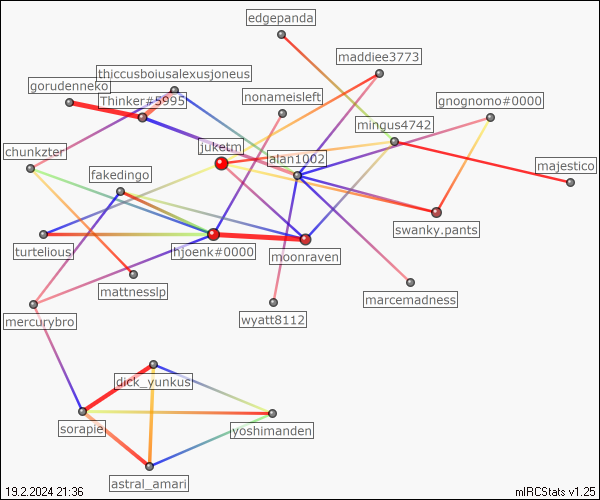 edgepanda
maddiee3773
thiccusboiusalexusjoneus
gorudenneko
Thinker#5995
nonameisleft
gnognomo#0000
mingus4742
juketm
alan1002
chunkzter
majestico
fakedingo
swanky.pants
turtelious
hjoenk#0000
moonraven
mattnesslp
marcemadness
mercurybro
wyatt8112
dick_yunkus
sorapie
yoshimanden
astral_amari
19.2.2024 21:36
mIRCStats v1.25